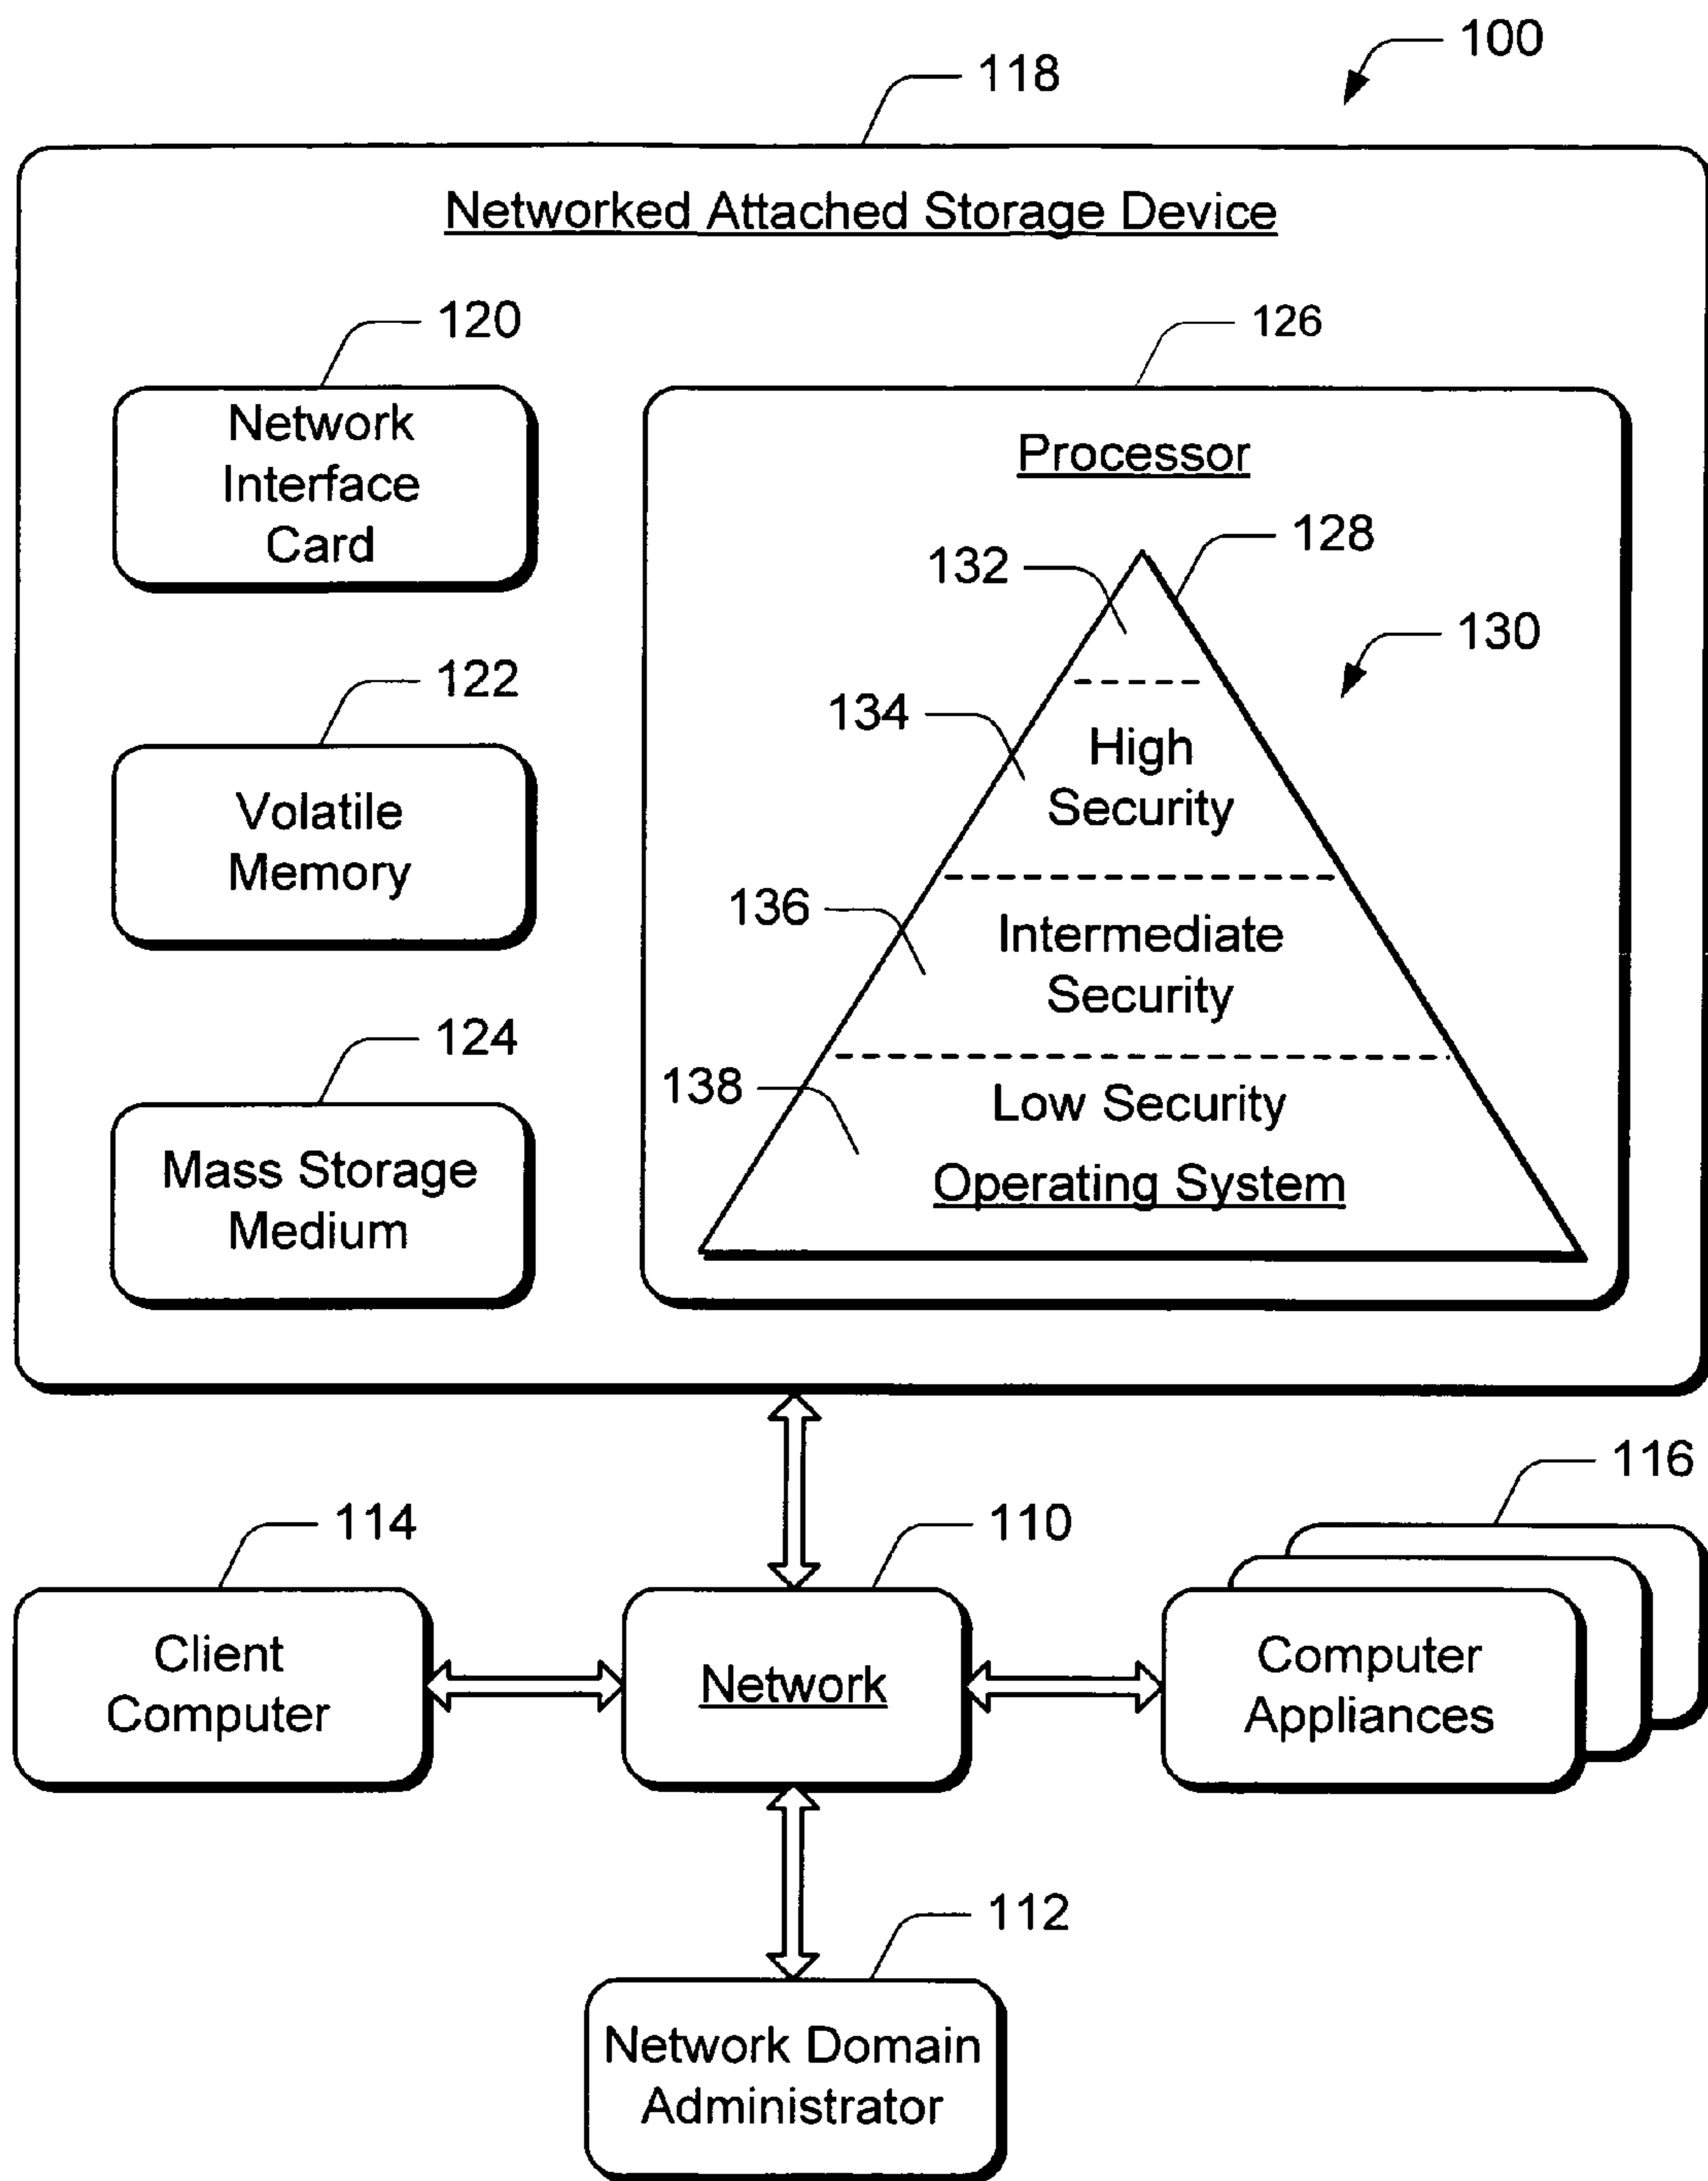 100
118
Networked Attached Storage Device
120
126
Network
Interface
Card
Processor
128
132
130
122
134
High
Security
Volatile
Memory
136
Intermediate
Security
124
138
Low Security
Mass Storage
Medium
Operating System
116
114
110
Client
Computer
Network
Computer
Appliances
112
Network Domain
Administrator